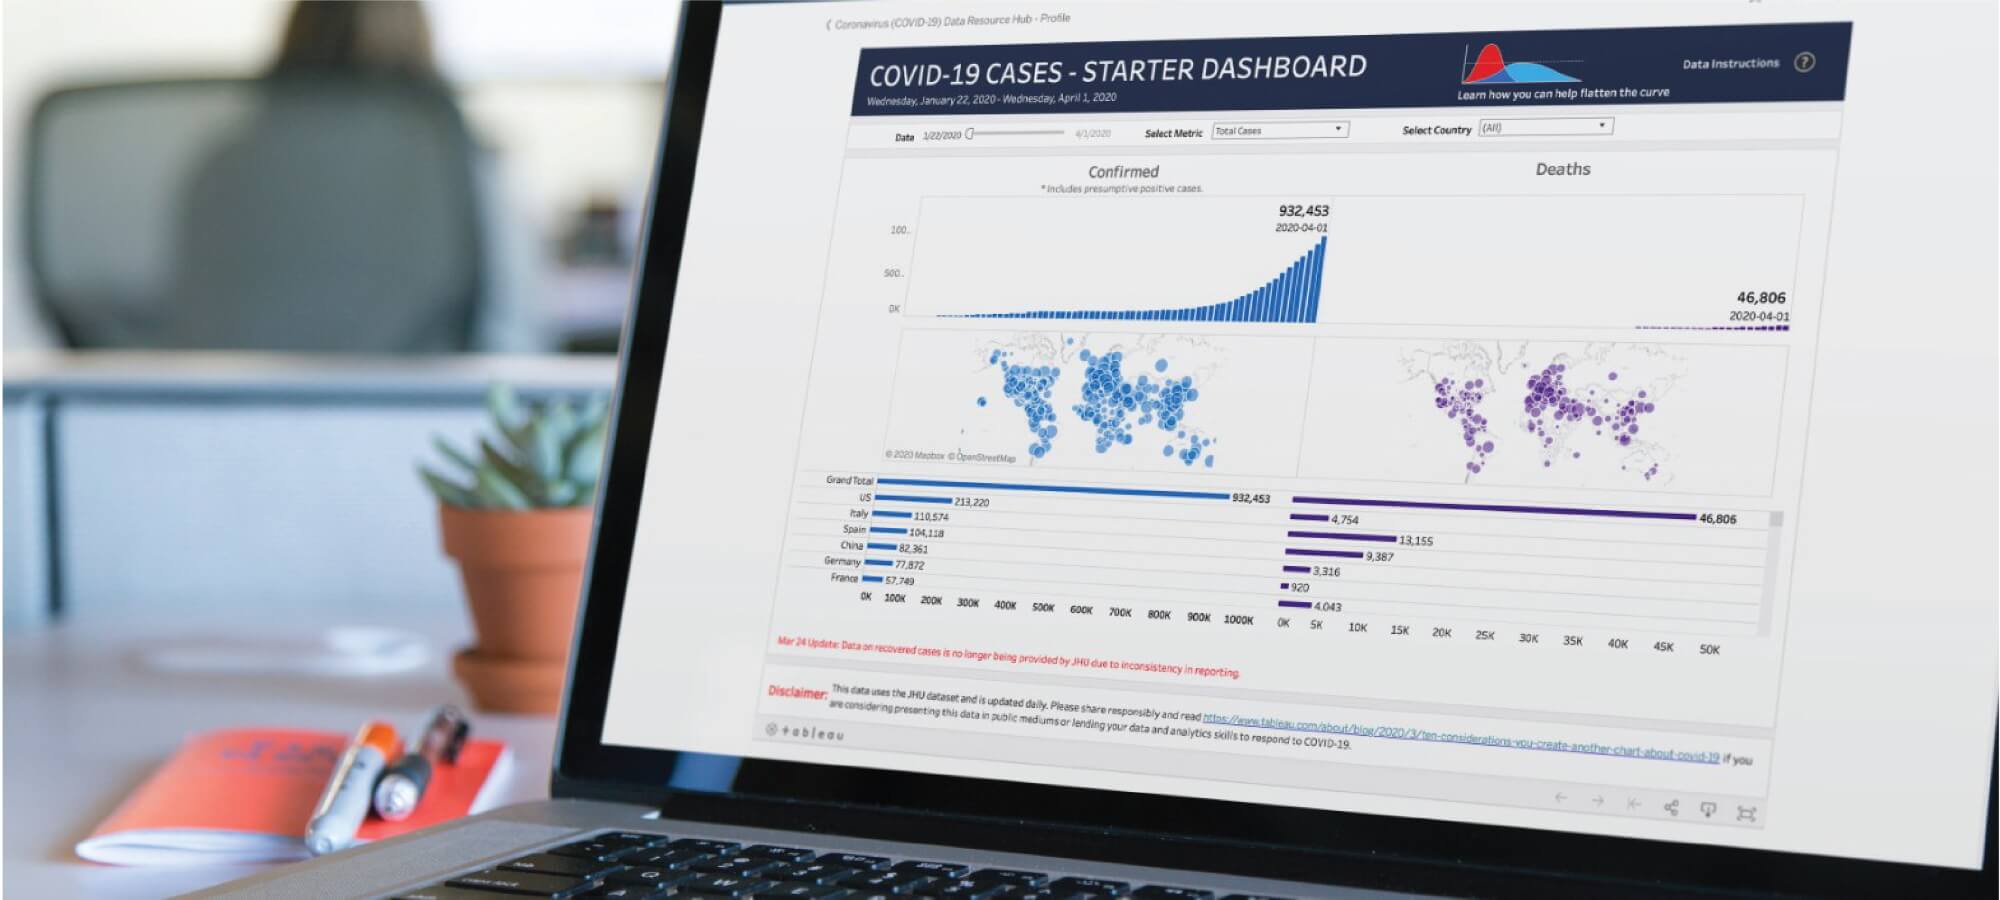 Coronavirus (COVID-19) Data Resource Hub - Profile
COVID-19 CASES - STARTER DASHBOARD
Wednesday, January 22, 2020 - Wednesday, April 1, 2020
Learn how you can help flatten the curve
Data Instructions ?
Date 1/22/2020 4/1/2020 Select Metric Total Cases Select Country (All)
Confirmed
* Includes presumptive positive cases.
Deaths
932,453
2020-04-01
100..
500..
0K
46,806
2020-04-01
© 2020 Mapbox © OpenStreetMap
Grand Total 932,453 46,806
US 213,220 4,754
Italy 110,574 13,155
Spain 104,118 9,387
China 82,361 3,316
Germany 77,872 920
France 57,749 4,043
0K 100K 200K 300K 400K 500K 600K 700K 800K 900K 1000K 0K 5K 10K 15K 20K 25K 30K 35K 40K 45K 50K
Mar 24 Update: Data on recovered cases is no longer being provided by JHU due to inconsistency in reporting.
Disclaimer: This data uses the JHU dataset and is updated daily. Please share responsibly and read https://www.tableau.com/about/blog/2020/3/ten-considerations-you-create-another-chart-about-covid-19 if you
are considering presenting this data in public mediums or lending your data and analytics skills to respond to COVID-19.
+ableau
Q W
A